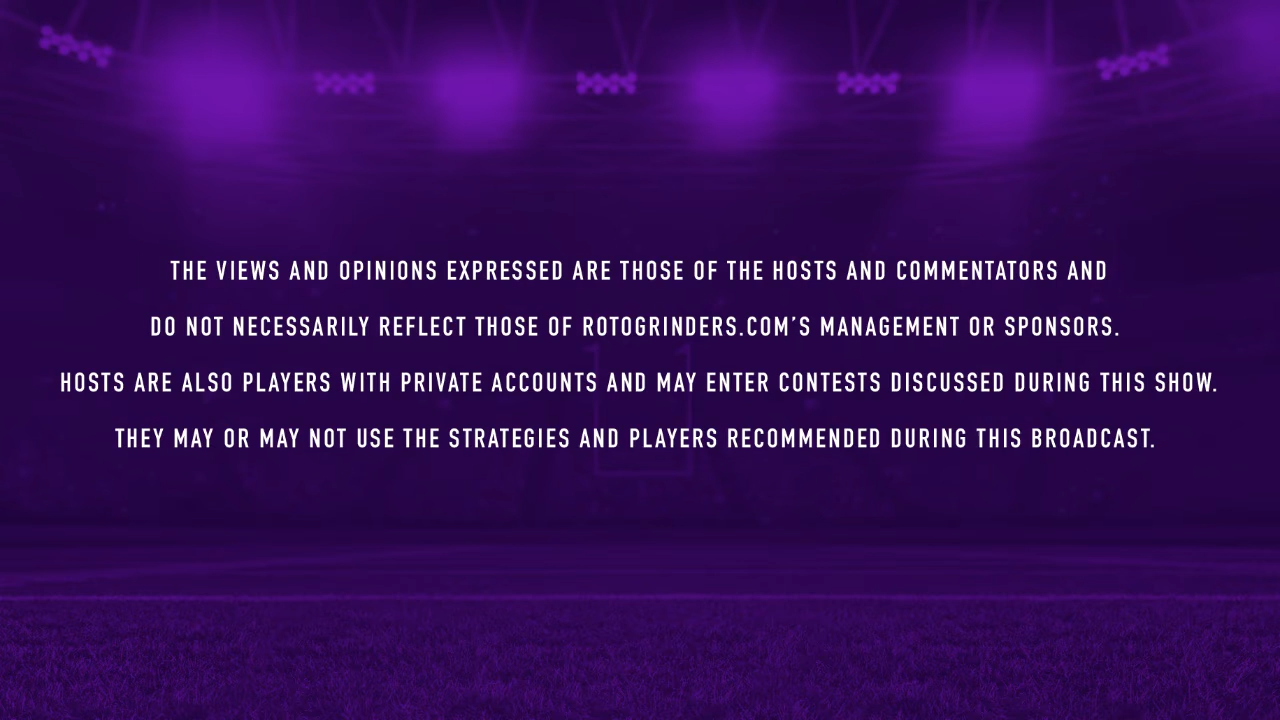 THE VIEWS AND OPINIONS EXPRESSED ARE THOSE OF THE HOSTS AND COMMENTATORS AND
DO NOT NECESSARILY REFLECT THOSE OF ROTOGRINDERS.COM’S MANAGEMENT OR SPONSORS.
HOSTS ARE ALSO PLAYERS WITH PRIVATE ACCOUNTS AND MAY ENTER CONTESTS DISCUSSED DURING THIS SHOW.
THEY MAY OR MAY NOT USE THE STRATEGIES AND PLAYERS RECOMMENDED DURING THIS BROADCAST.